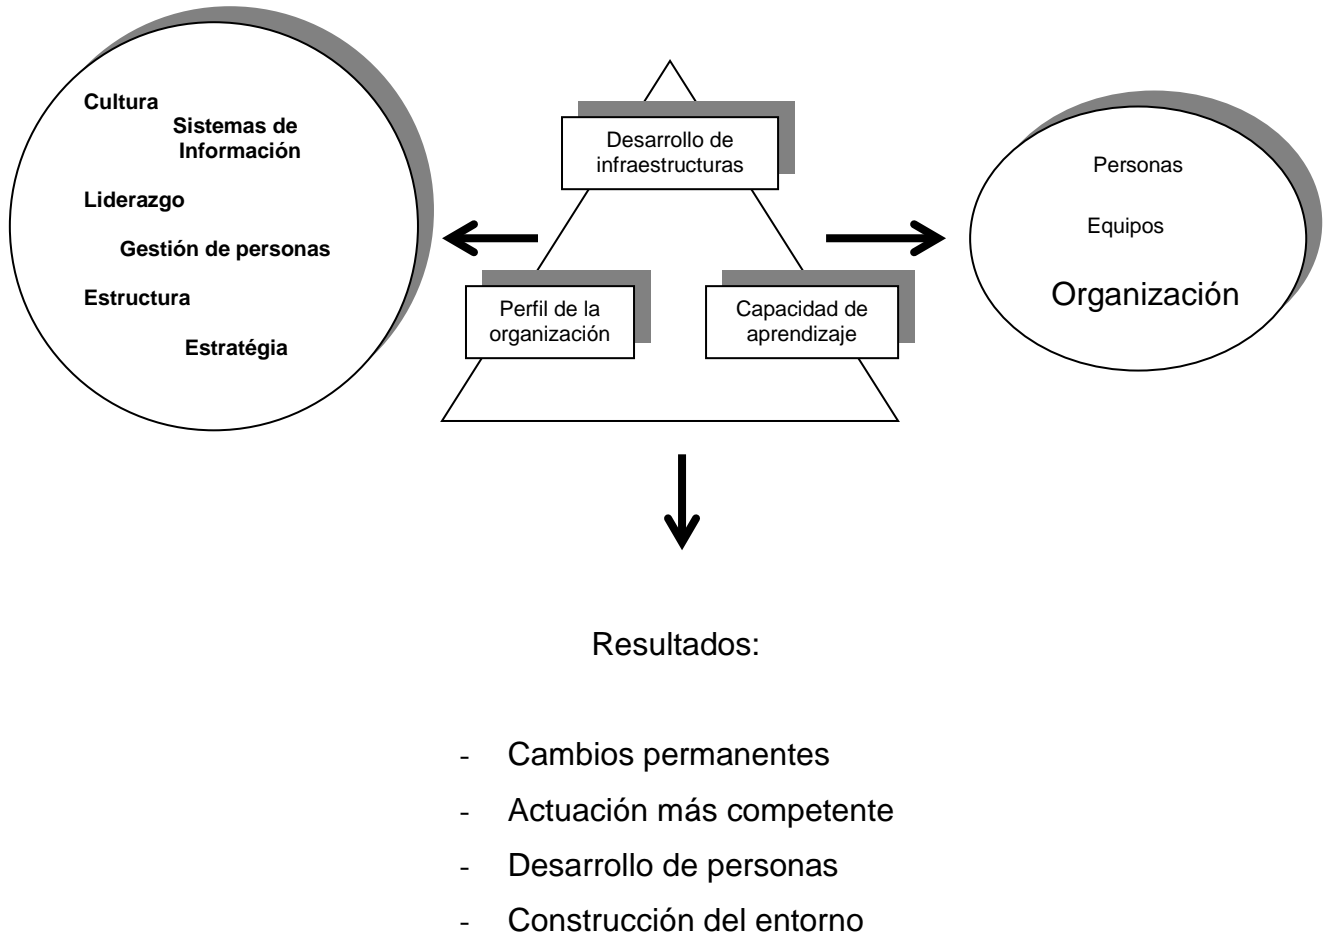 Cultura
Sistemas de
Información
Liderazgo
Gestión de personas
Estructura
Estratégia
Desarrollo de
infraestructuras
Perfil de la
organización
Capacidad de
aprendizaje
Personas
Equipos
Organización
Resultados:
- Cambios permanentes
- Actuación más competente
- Desarrollo de personas
- Construcción del entorno